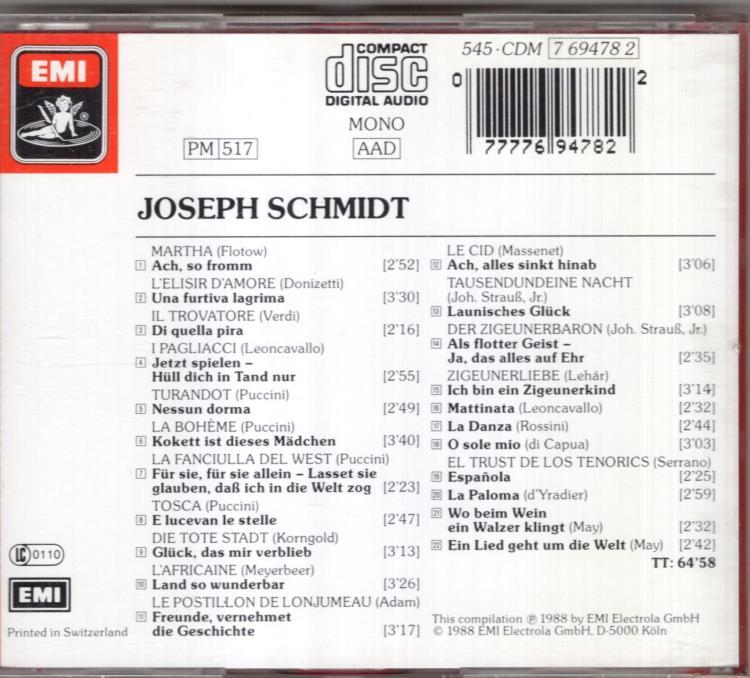 EMI
COMPACT
disc
DIGITAL AUDIO
545·CDM 7 69478 2
0
2
77776 94782
MONO
PM 517
AAD
JOSEPH SCHMIDT
MARTHA (Flotow)
1 Ach, so fromm [2'52]
L'ELISIR D'AMORE (Donizetti)
2 Una furtiva lagrima [3'30]
IL TROVATORE (Verdi)
3 Di quella pira [2'16]
I PAGLIACCI (Leoncavallo)
4 Jetzt spielen –
Hüll dich in Tand nur [2'55]
TURANDOT (Puccini)
5 Nessun dorma [2'49]
LA BOHÈME (Puccini)
6 Kokett ist dieses Mädchen [3'40]
LA FANCIULLA DEL WEST (Puccini)
7 Für sie, für sie allein – Lasset sie
glauben, daß ich in die Welt zog [2'23]
TOSCA (Puccini)
8 E lucevan le stelle [2'47]
DIE TOTE STADT (Korngold)
9 Glück, das mir verblieb [3'13]
L'AFRICAINE (Meyerbeer)
10 Land so wunderbar [3'26]
LE POSTILLON DE LONJUMEAU (Adam)
11 Freunde, vernehmet
die Geschichte [3'17]
LE CID (Massenet)
12 Ach, alles sinkt hinab [3'06]
TAUSENDUNDEINE NACHT
(Joh. Strauß, Jr.)
13 Launisches Glück [3'08]
DER ZIGEUNERBARON (Joh. Strauß, Jr.)
14 Als flotter Geist –
Ja, das alles auf Ehr [2'35]
ZIGEUNERLIEBE (Lehár)
15 Ich bin ein Zigeunerkind [3'14]
16 Mattinata (Leoncavallo) [2'32]
17 La Danza (Rossini) [2'44]
18 O sole mio (di Capua) [3'03]
EL TRUST DE LOS TENORICS (Serrano)
19 Española [2'25]
20 La Paloma (d'Yradier) [2'59]
21 Wo beim Wein
ein Walzer klingt (May) [2'32]
22 Ein Lied geht um die Welt (May) [2'42]
TT: 64'58
LC 0110
EMI
Printed in Switzerland
This compilation ℗ 1988 by EMI Electrola GmbH
© 1988 EMI Electrola GmbH, D-5000 Köln